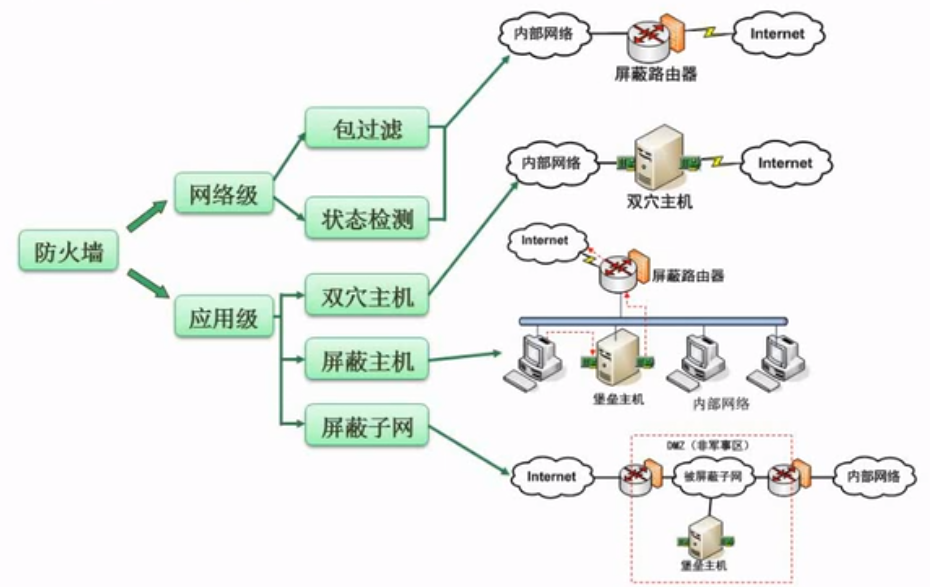 防火墙
网络级
应用级
包过滤
状态检测
双穴主机
屏蔽主机
屏蔽子网
内部网络
Internet
屏蔽路由器
内部网络
Internet
双穴主机
Internet
屏蔽路由器
堡垒主机
内部网络
DMZ（非军事区）
Internet
被屏蔽子网
内部网络
堡垒主机